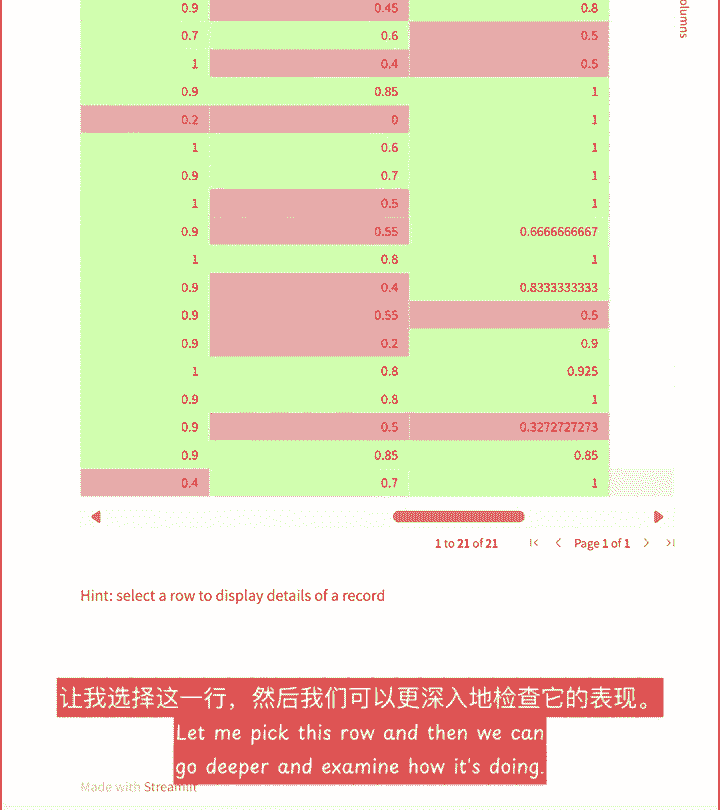 0.9 0.45 0.8
0.7 0.6 0.5
1 0.4 0.5
0.9 0.85 1
0.2 0 1
1 0.6 1
0.9 0.7 1
1 0.5 1
0.9 0.55 0.6666666667
1 0.8 1
0.9 0.4 0.8333333333
0.9 0.55 0.5
0.9 0.2 0.9
1 0.8 0.925
0.9 0.8 1
0.9 0.5 0.3272727273
0.9 0.85 0.85
0.4 0.7 1
olumns
1 to 21 of 21 Page 1 of 1
Hint: select a row to display details of a record
让我选择这一行，然后我们可以更深入地检查它的表现。
Let me pick this row and then we can
go deeper and examine how it's doing.
Made with Streamlit